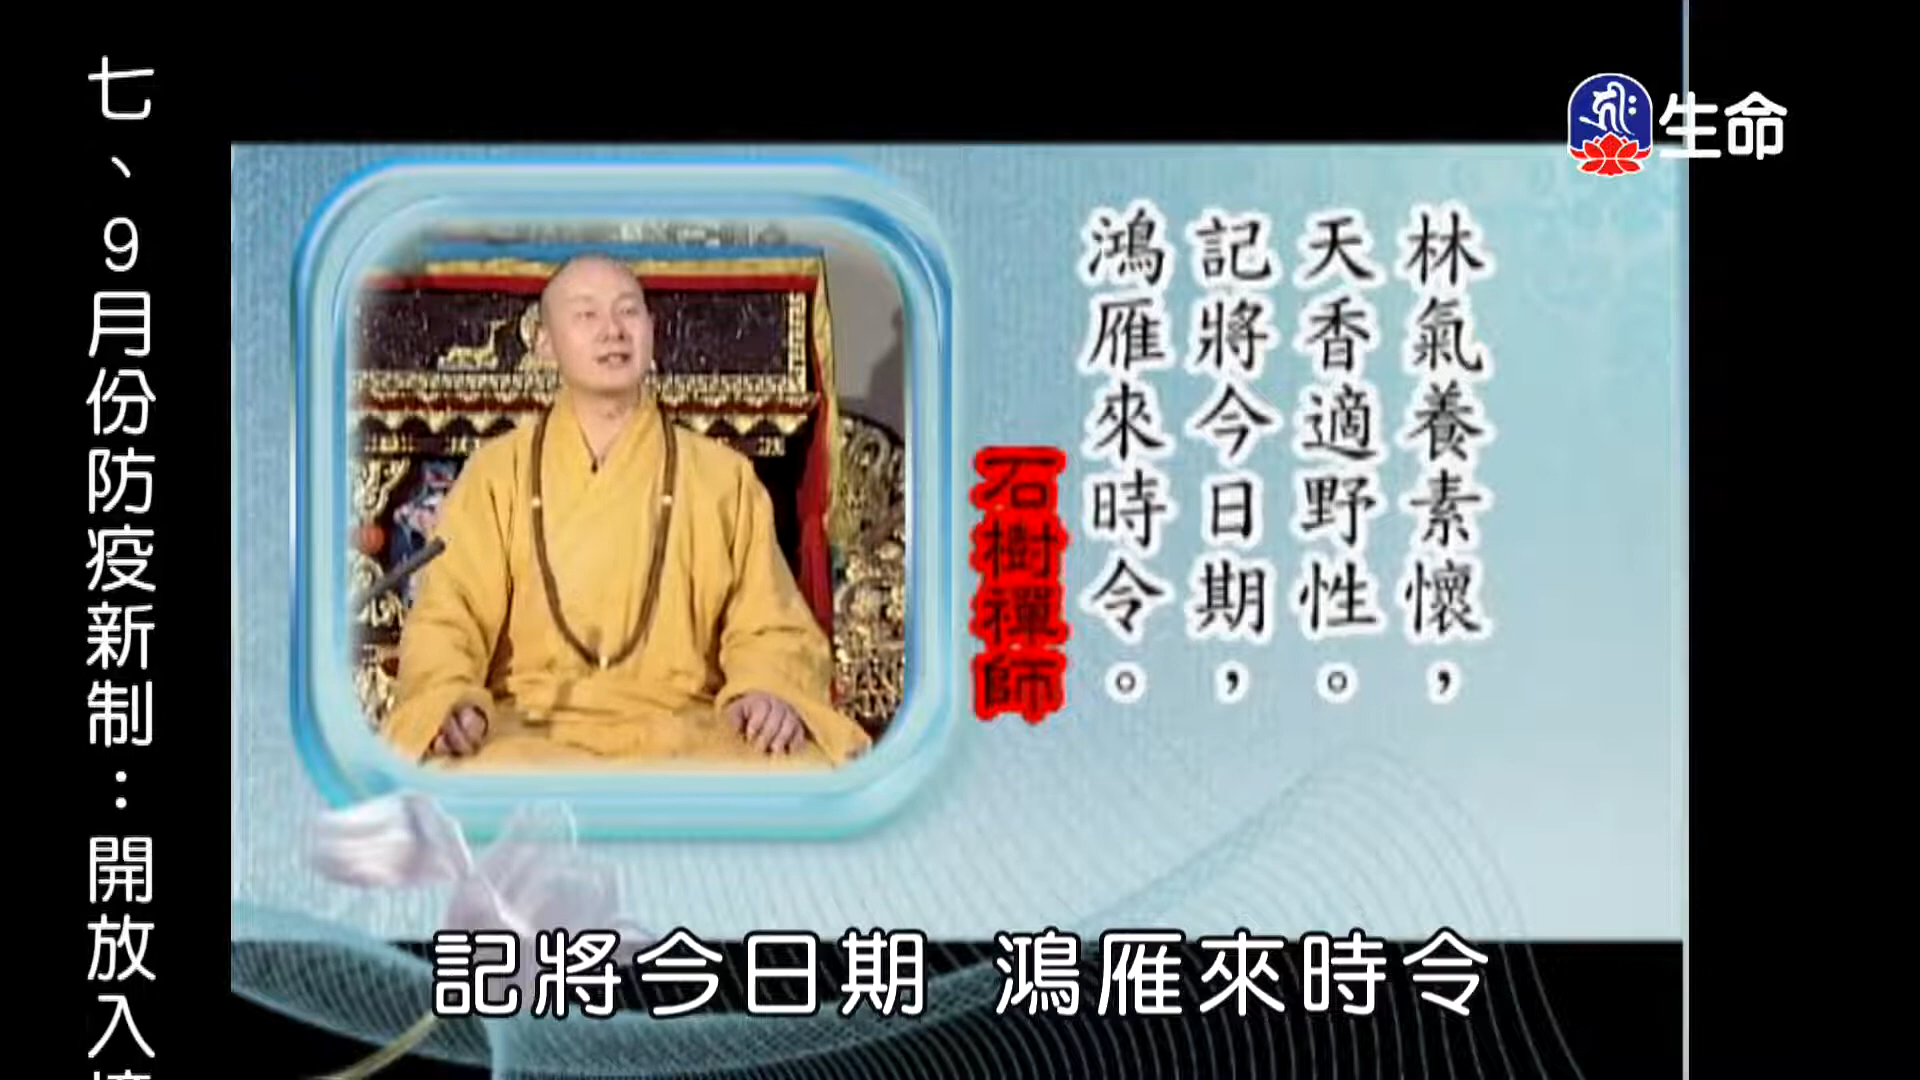 七、9月份防疫新制：開放入
生命
林氣養素懷，
天香適野性。
記將今日期，
鴻雁來時令。
石樹禪師
記將今日期 鴻雁來時令